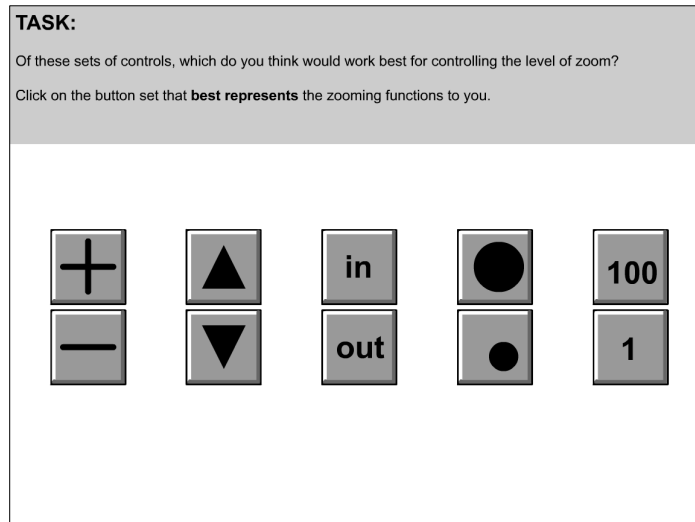 TASK:
Of these sets of controls, which do you think would work best for controlling the level of zoom?
Click on the button set that best represents the zooming functions to you.
in
100
out
1